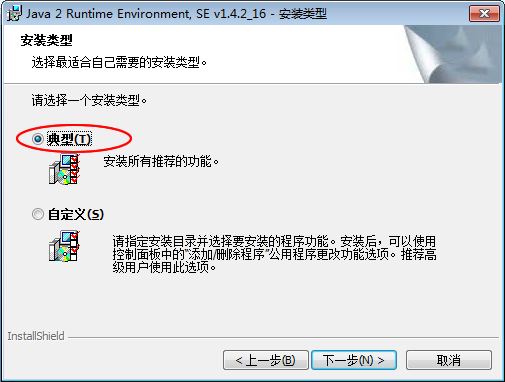 Java 2 Runtime Environment, SE v1.4.2_16 - 安装类型
安装类型
选择最适合自己需要的安装类型。
请选择一个安装类型。
典型(T)
安装所有推荐的功能。
自定义(S)
请指定安装目录并选择要安装的程序功能。安装后，可以使用
控制面板中的“添加/删除程序”公用程序更改功能选项。推荐高
级用户使用此选项。
InstallShield
< 上一步(B)
下一步(N) >
取消